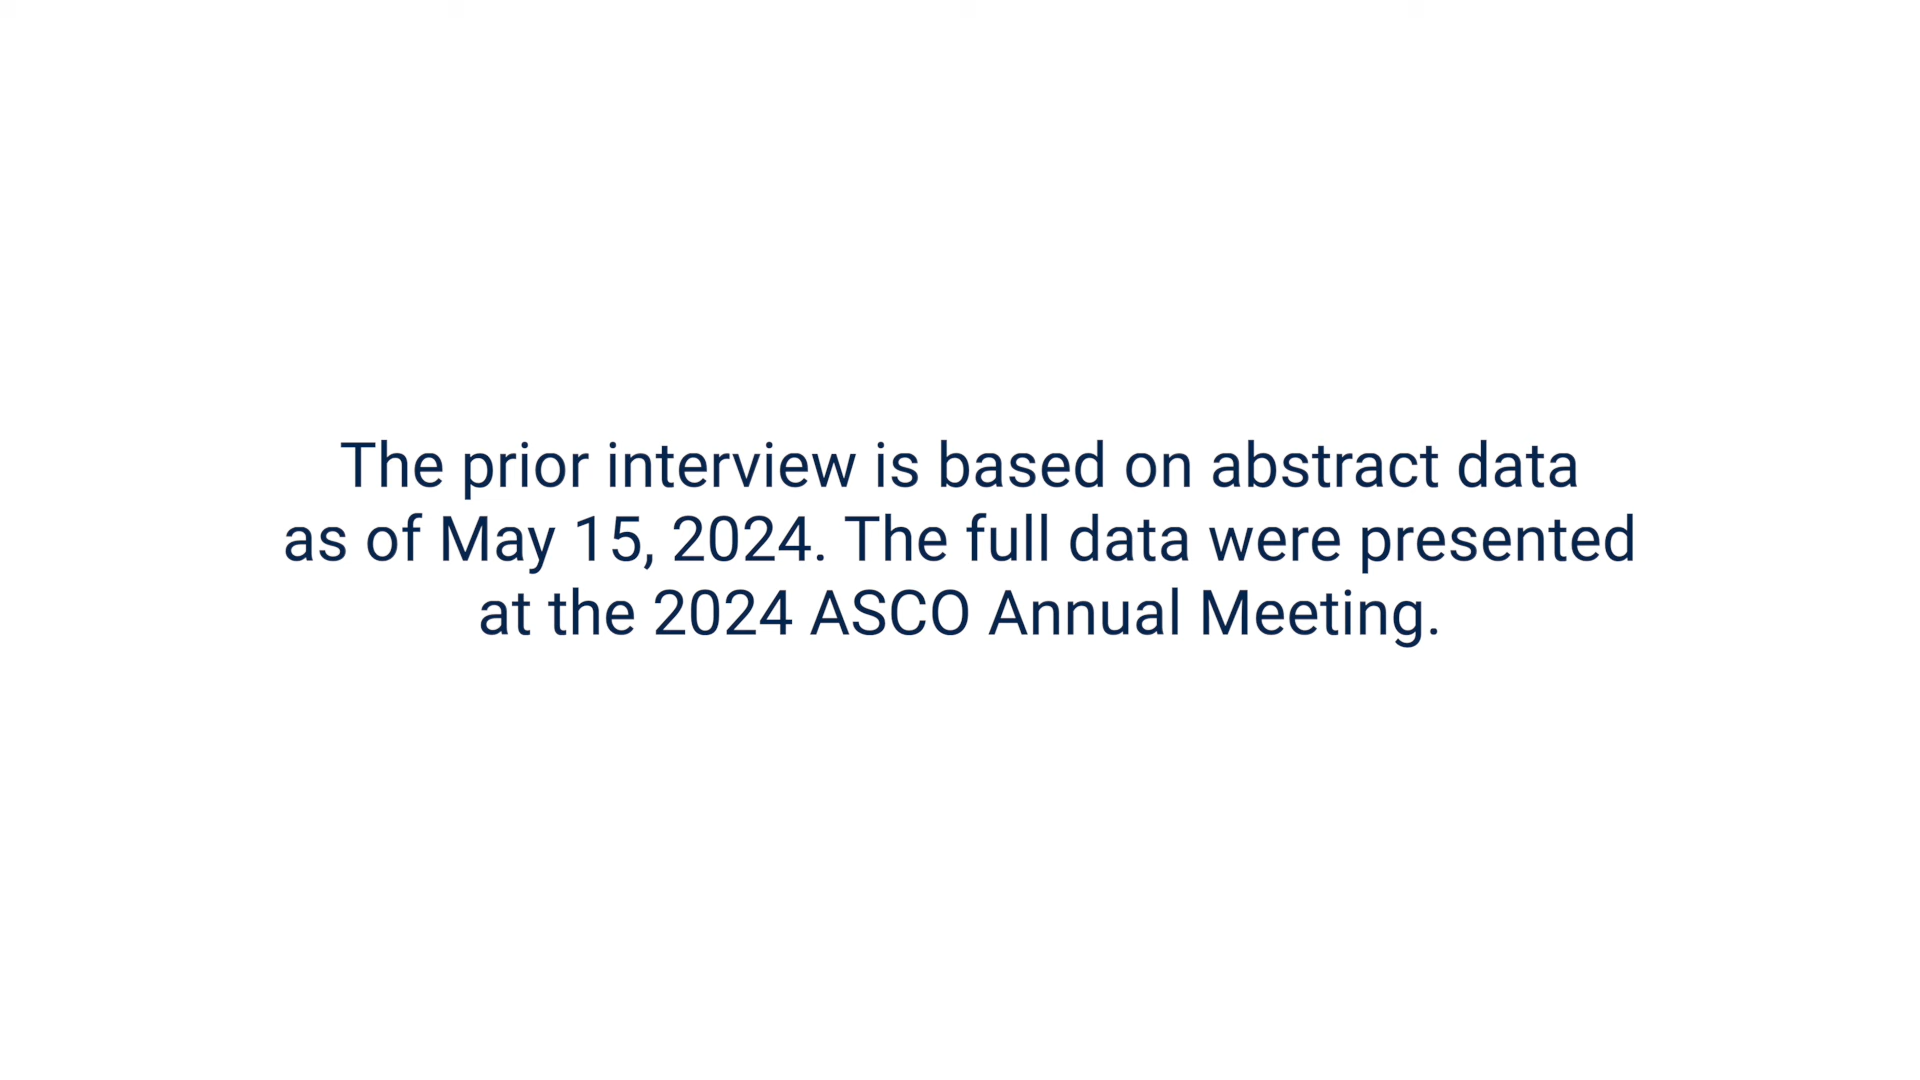 The prior interview is based on abstract data
as of May 15, 2024. The full data were presented
at the 2024 ASCO Annual Meeting.